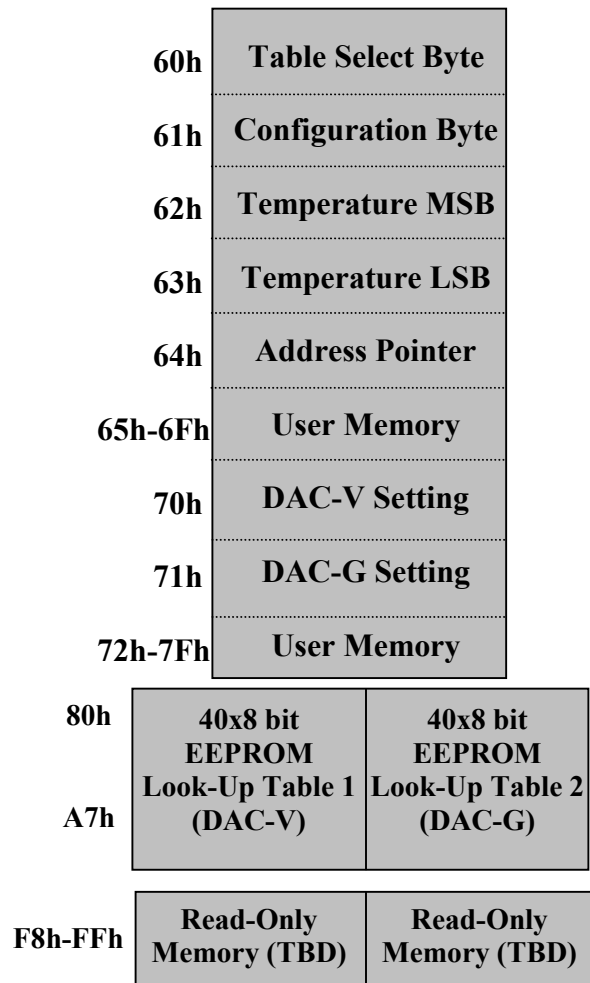 60h Table Select Byte
61h Configuration Byte
62h Temperature MSB
63h Temperature LSB
64h Address Pointer
65h-6Fh User Memory
70h DAC-V Setting
71h DAC-G Setting
72h-7Fh User Memory
80h
40x8 bit
EEPROM
Look-Up Table 1
(DAC-V)
40x8 bit
EEPROM
Look-Up Table 2
(DAC-G)
A7h
F8h-FFh
Read-Only
Memory (TBD)
Read-Only
Memory (TBD)